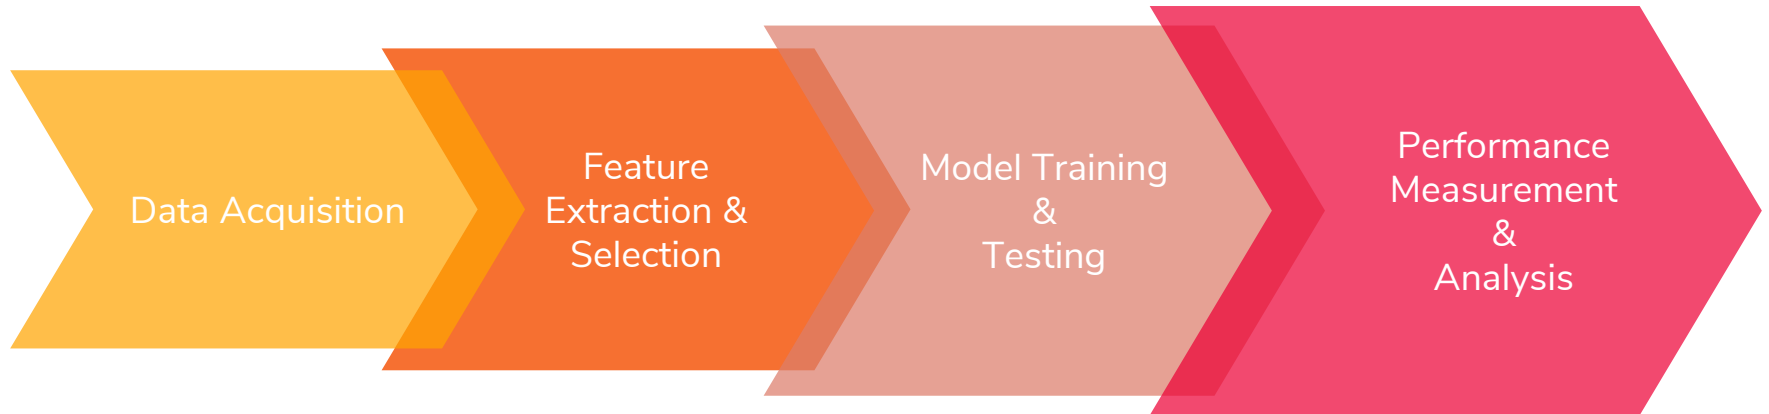 Data Acquisition
Feature
Extraction &
Selection
Model Training
&
Testing
Performance
Measurement
&
Analysis